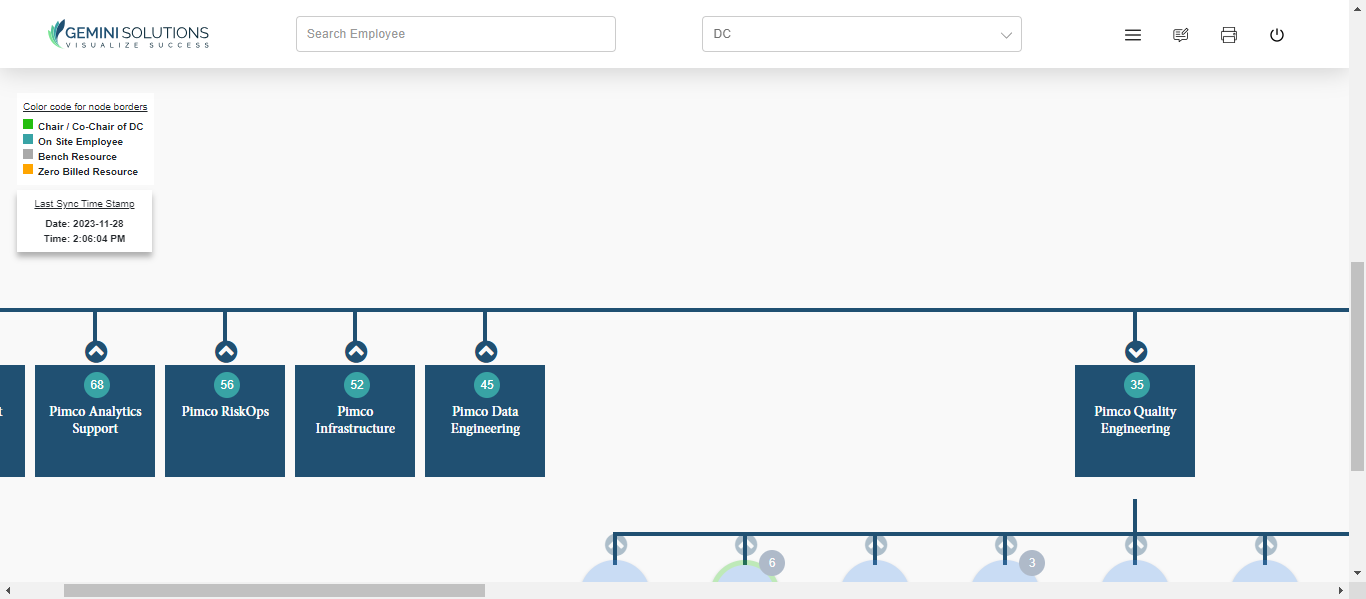 GEMINI SOLUTIONS
VISUALIZE SUCCESS
Search Employee
DC
Color code for node borders
Chair / Co-Chair of DC
On Site Employee
Bench Resource
Zero Billed Resource
Last Sync Time Stamp
Date: 2023-11-28
Time: 2:06:04 PM
t
68
Pimco Analytics
Support
56
Pimco RiskOps
52
Pimco
Infrastructure
45
Pimco Data
Engineering
35
Pimco Quality
Engineering
6
3